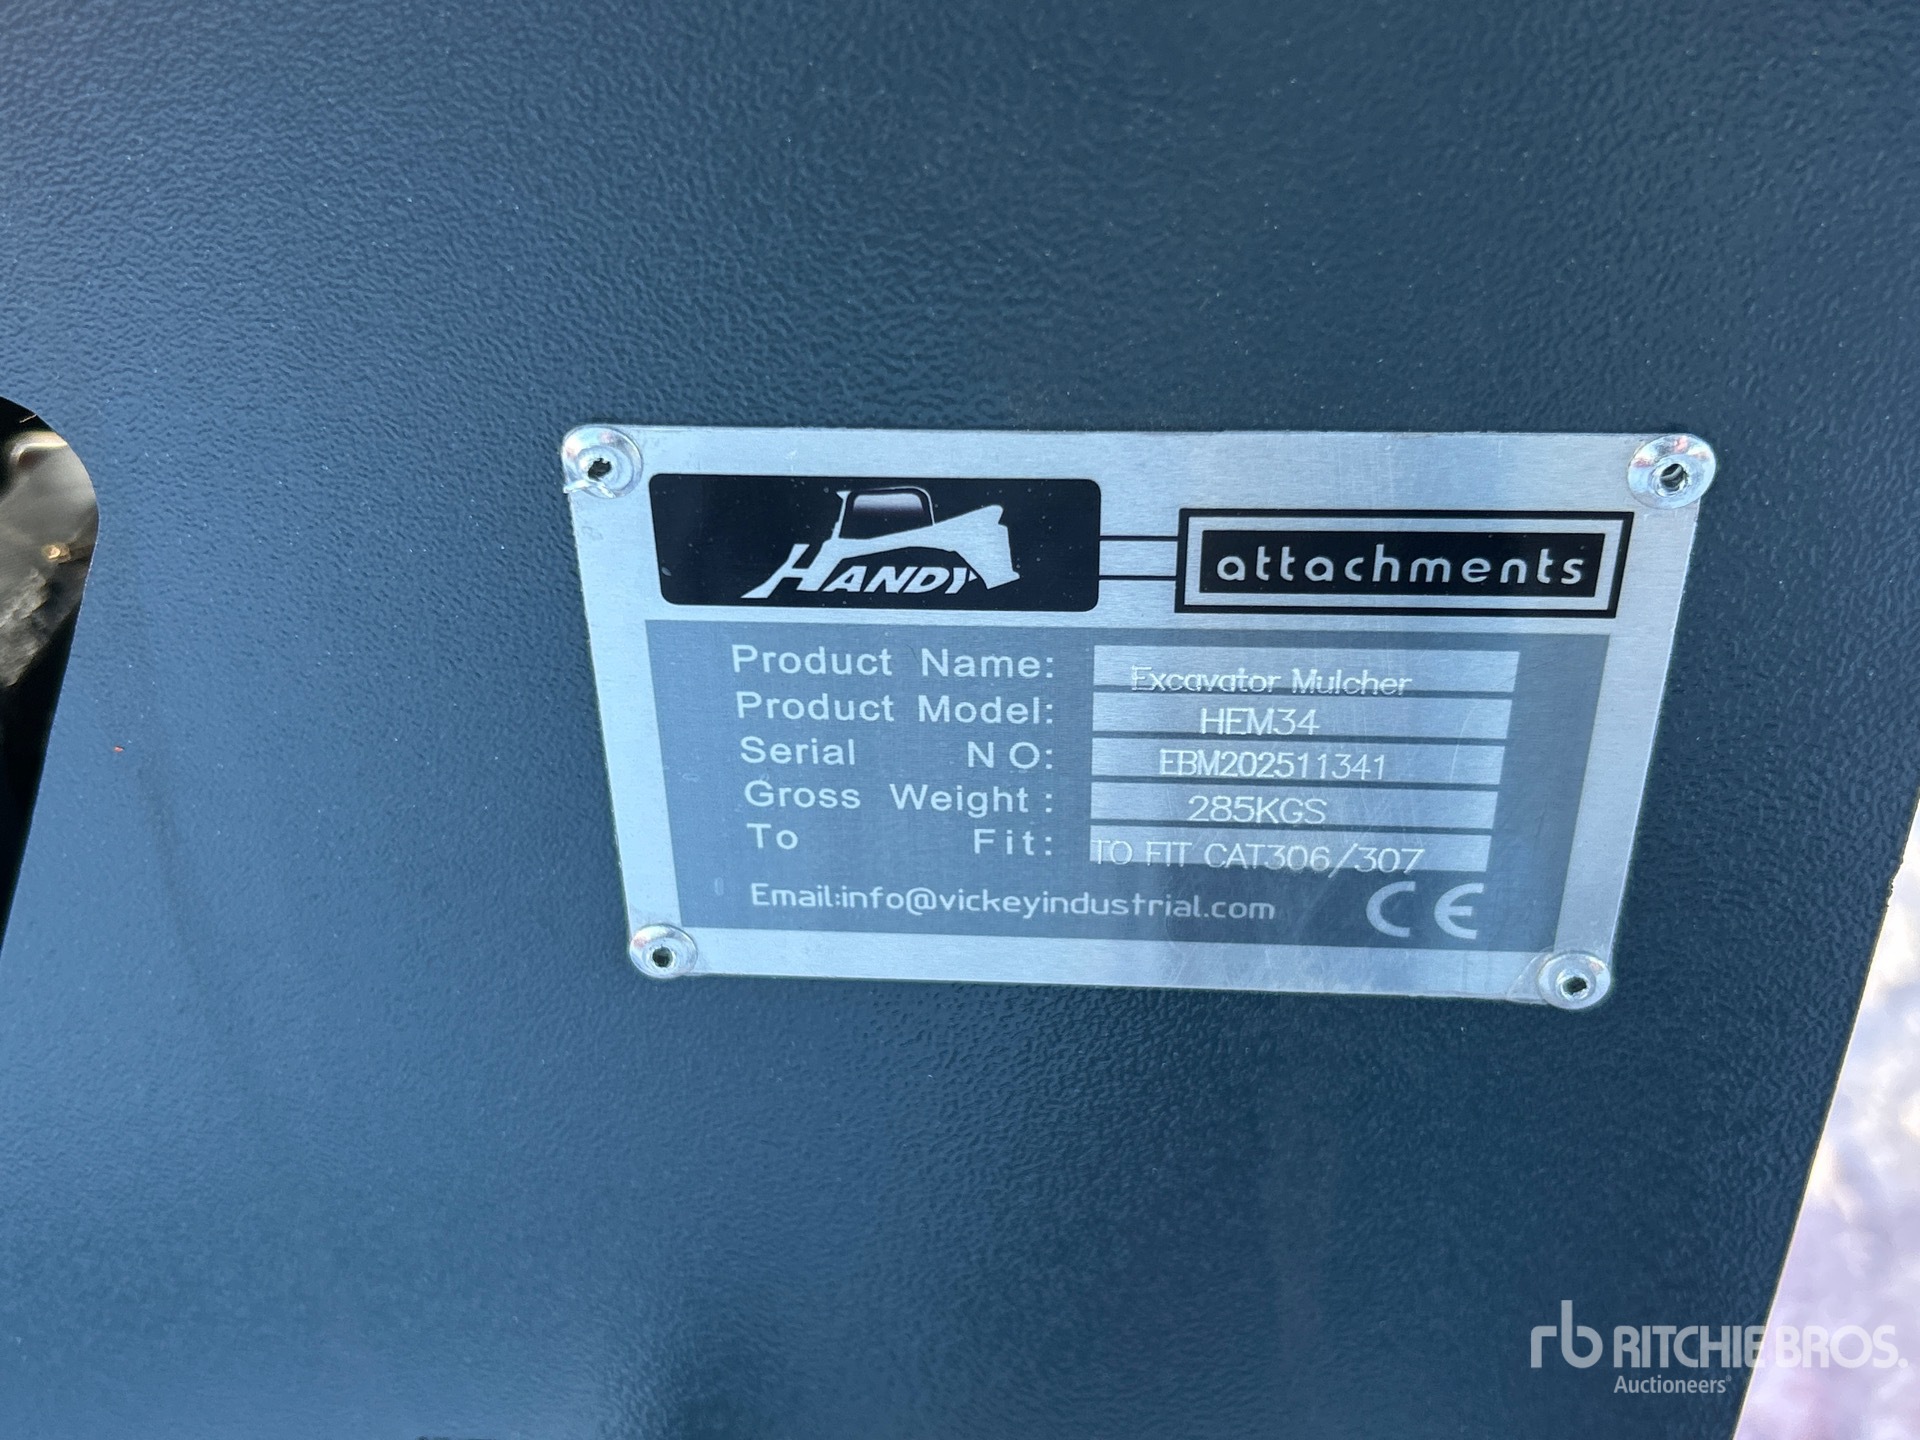 HANDY attachments
Product Name: Excavator Mulcher
Product Model: HEM34
Serial NO: EBM202511341
Gross Weight: 285KGS
To Fit: TO FIT CAT306/307
Email:info@vickeyindustrial.com CE
rb RITCHIE BROS.
Auctioneers